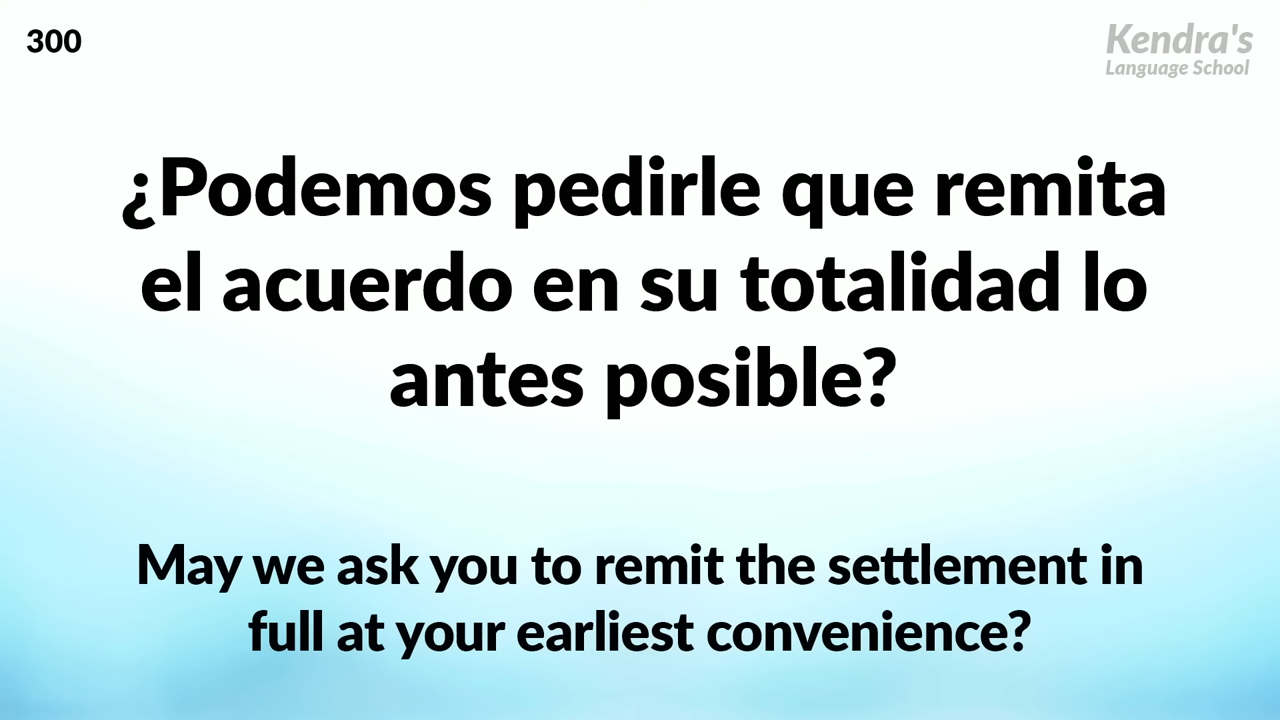 300
Kendra's
Language School
¿Podemos pedirle que remita
el acuerdo en su totalidad lo
antes posible?
May we ask you to remit the settlement in
full at your earliest convenience?